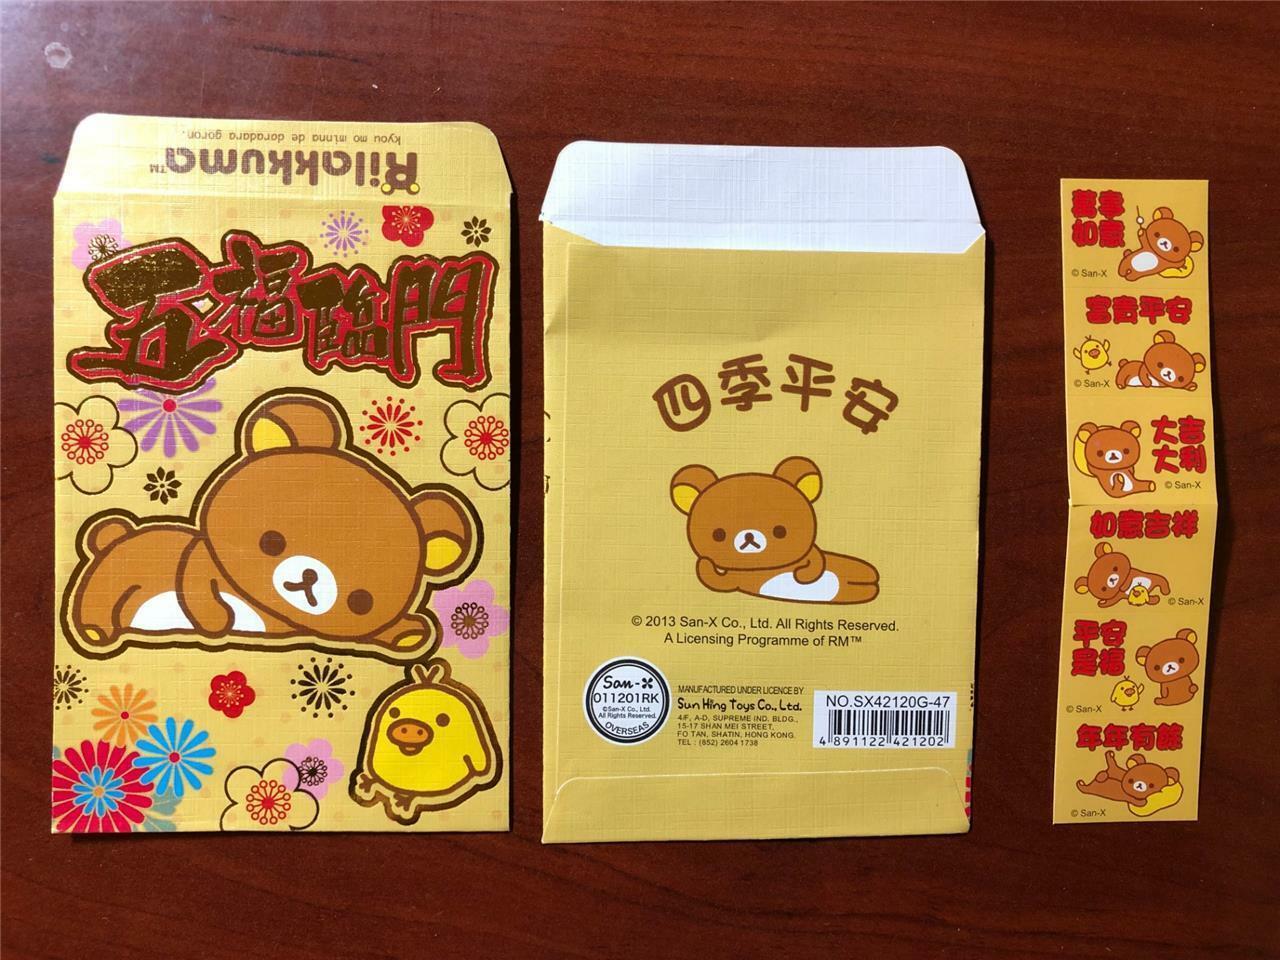 Rilakkuma™
kyou mo minna de daradara goron.
五福臨門
四季平安
© 2013 San-X Co., Ltd. All Rights Reserved.
A Licensing Programme of RM™
San-X
011201RK
©San-X Co., Ltd.
All Rights Reserved.
OVERSEAS
MANUFACTURED UNDER LICENCE BY
Sun Hing Toys Co., Ltd.
4/F, A-D, SUPREME IND. BLDG.,
15-17 SHAN MEI STREET,
FO TAN, SHATIN, HONG KONG.
TEL : (852) 2604 1738
NO.SX42120G-47
4 891122 421202
萬事
如意
© San-X
富貴平安
© San-X
大吉
大利
© San-X
如意吉祥
© San-X
平安
是福
© San-X
年年有餘
© San-X